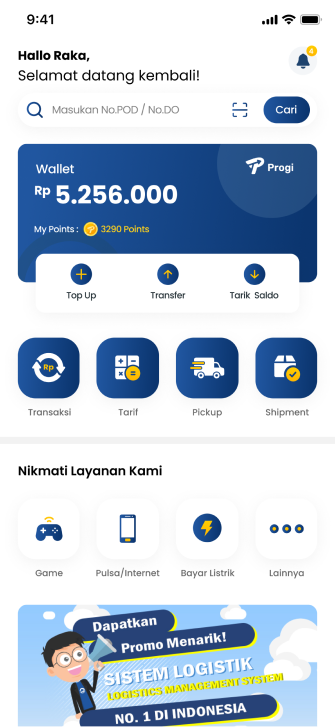 9:41
Hallo Raka,
4
Selamat datang kembali!
Masukan No.POD / No.DO
Cari
Wallet
Progi
Rp 5.256.000
My Points : 3290 Points
Top Up
Transfer
Tarik Saldo
Rp
Transaksi
Tarif
Pickup
Shipment
Nikmati Layanan Kami
Game
Pulsa/Internet
Bayar Listrik
Lainnya
Dapatkan
Promo Menarik!
SISTEM LOGISTIK
LOGISTICS MANAGEMENT SYSTEM
NO. 1 DI INDONESIA